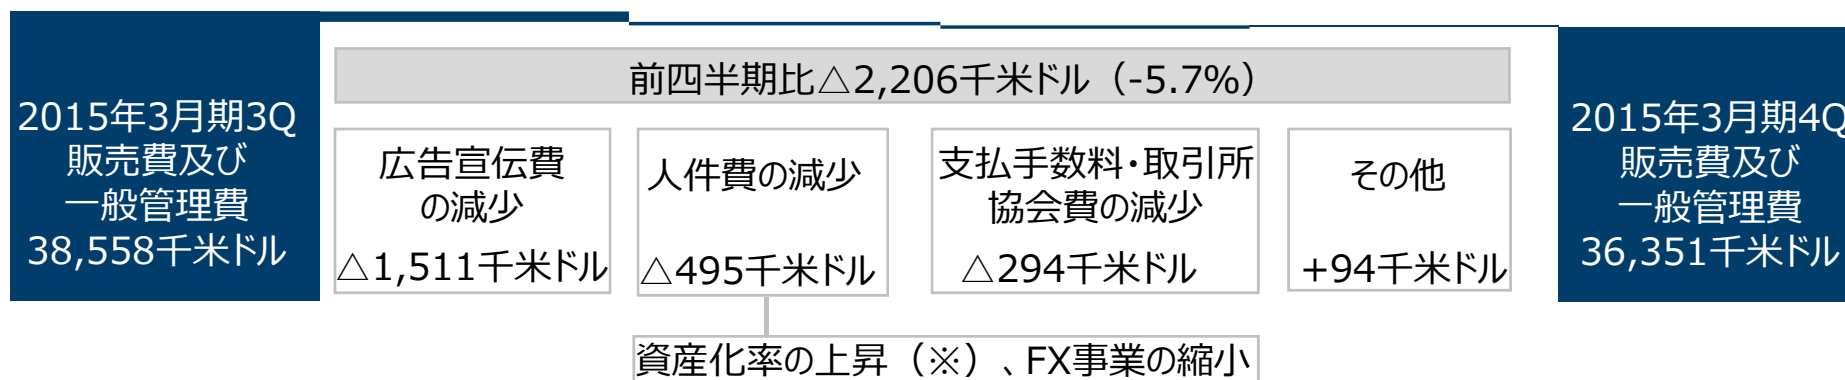 前四半期比△2,206千米ドル（-5.7%）
2015年3月期3Q
販売費及び
一般管理費
38,558千米ドル
広告宣伝費
の減少
△1,511千米ドル
人件費の減少
△495千米ドル
支払手数料・取引所
協会費の減少
△294千米ドル
その他
+94千米ドル
2015年3月期4Q
販売費及び
一般管理費
36,351千米ドル
資産化率の上昇（※）、FX事業の縮小